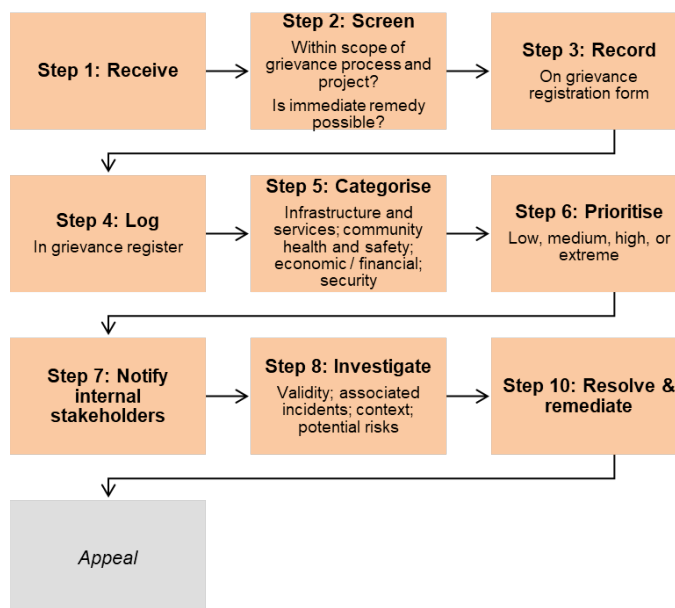 Step 1: Receive
Step 2: Screen
Within scope of
grievance process and
project?
Is immediate remedy
possible?
Step 3: Record
On grievance
registration form
Step 4: Log
In grievance register
Step 5: Categorise
Infrastructure and
services; community
health and safety;
economic / financial;
security
Step 6: Prioritise
Low, medium, high, or
extreme
Step 7: Notify
internal
stakeholders
Step 8: Investigate
Validity; associated
incidents; context;
potential risks
Step 10: Resolve &
remediate
Appeal